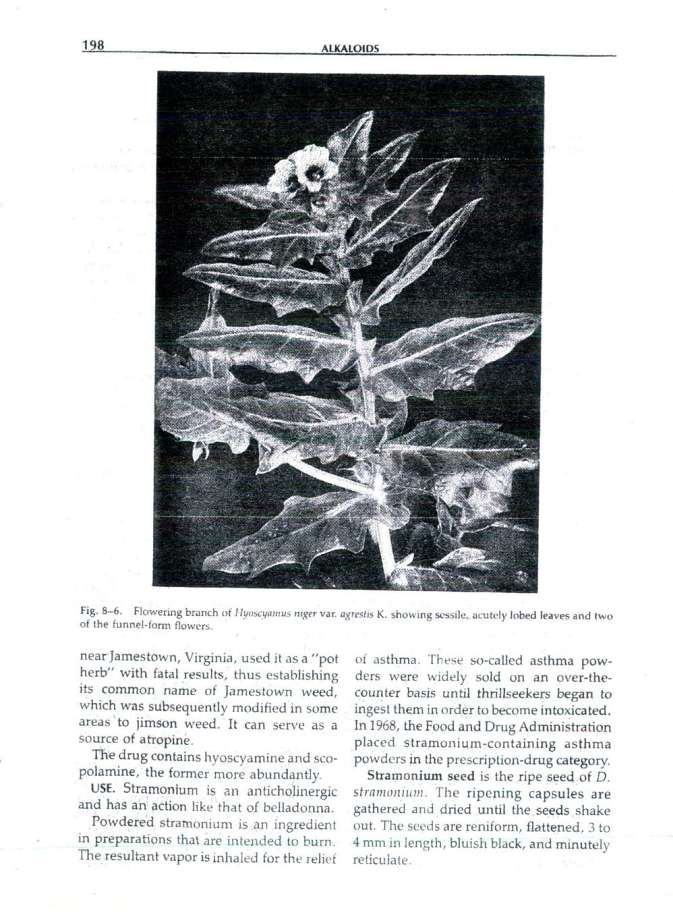 198
ALKALOIDS
Fig. 8–6. Flowering branch of Hyoscyamus niger var. agrestis K. showing sessile, acutely lobed leaves and two
of the funnel-form flowers.
near Jamestown, Virginia, used it as a "pot
herb" with fatal results, thus establishing
its common name of Jamestown weed,
which was subsequently modified in some
areas to jimson weed. It can serve as a
source of atropine.
The drug contains hyoscyamine and sco-
polamine, the former more abundantly.
USE. Stramonium is an anticholinergic
and has an action like that of belladonna.
Powdered stramonium is an ingredient
in preparations that are intended to burn.
The resultant vapor is inhaled for the relief
of asthma. These so-called asthma pow-
ders were widely sold on an over-the-
counter basis until thrillseekers began to
ingest them in order to become intoxicated.
In 1968, the Food and Drug Administration
placed stramonium-containing asthma
powders in the prescription-drug category.
Stramonium seed is the ripe seed of D.
stramonium. The ripening capsules are
gathered and dried until the seeds shake
out. The seeds are reniform, flattened, 3 to
4 mm in length, bluish black, and minutely
reticulate.